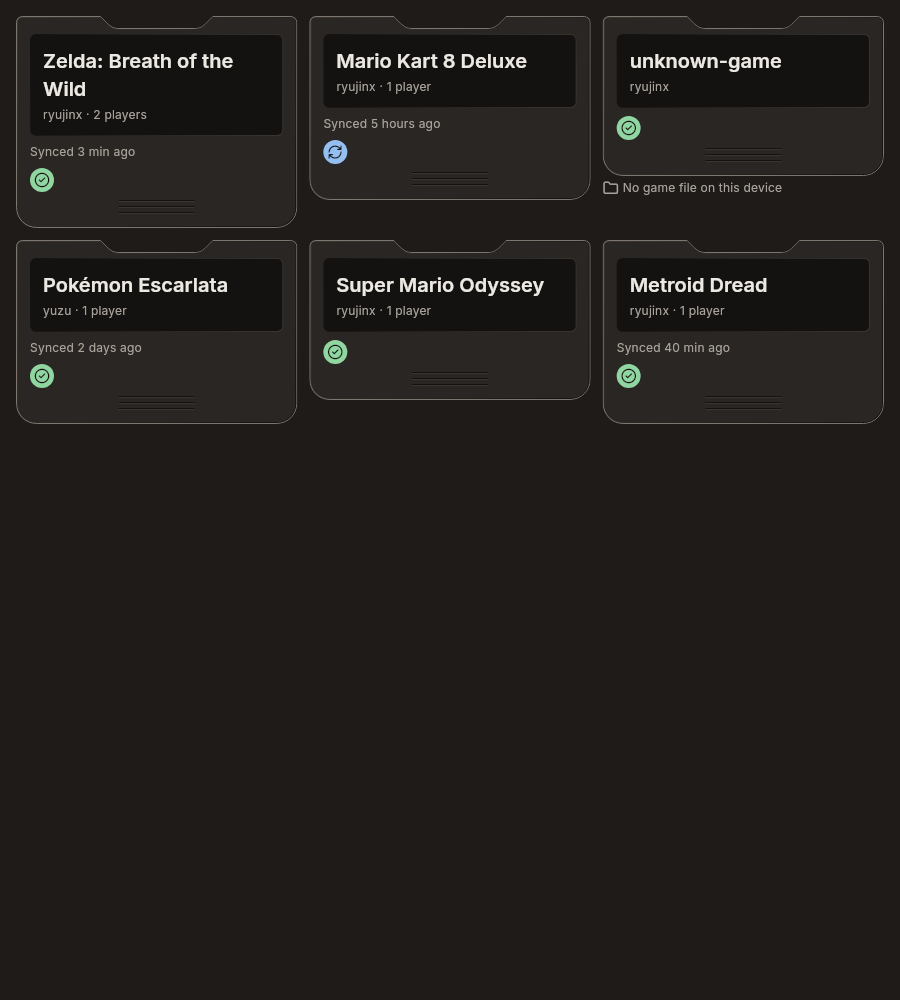 Zelda: Breath of the
Wild
ryujinx · 2 players
Synced 3 min ago
Mario Kart 8 Deluxe
ryujinx · 1 player
Synced 5 hours ago
unknown-game
ryujinx
No game file on this device
Pokémon Escarlata
yuzu · 1 player
Synced 2 days ago
Super Mario Odyssey
ryujinx · 1 player
Metroid Dread
ryujinx · 1 player
Synced 40 min ago